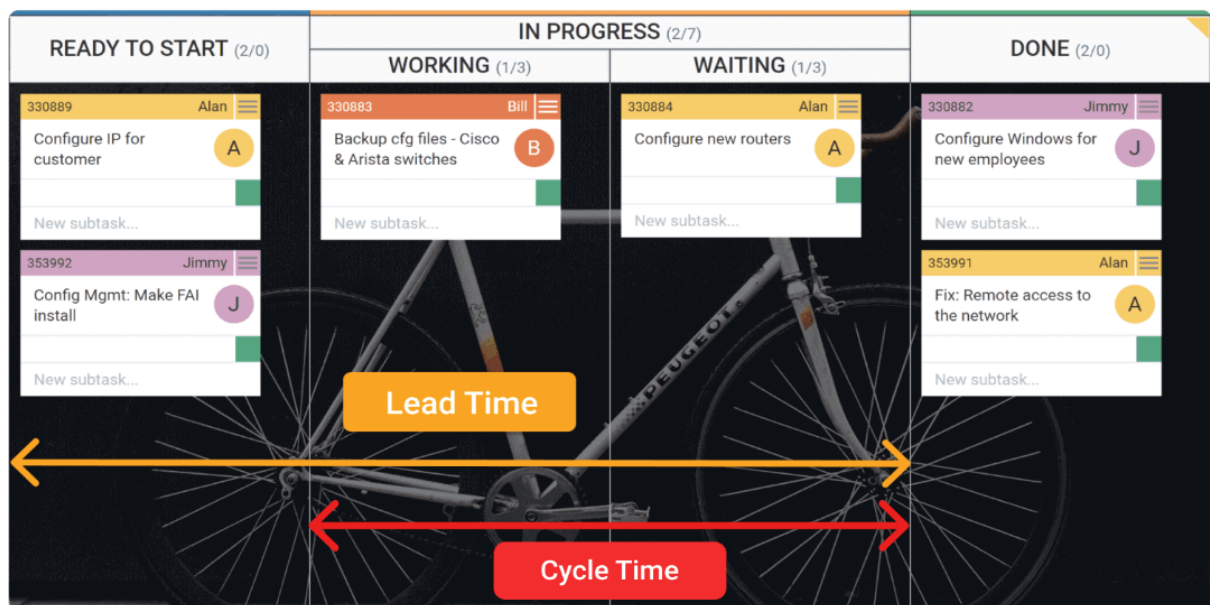 READY TO START (2/0)
IN PROGRESS (2/7)
WORKING (1/3)
WAITING (1/3)
DONE (2/0)
330889 Alan
Configure IP for
customer
A
New subtask...
353992 Jimmy
Config Mgmt: Make FAI
install
J
New subtask...
330883 Bill
Backup cfg files - Cisco
& Arista switches
B
New subtask...
330884 Alan
Configure new routers
A
New subtask...
330882 Jimmy
Configure Windows for
new employees
J
New subtask...
353991 Alan
Fix: Remote access to
the network
A
New subtask...
PEUGEOT
Lead Time
Cycle Time